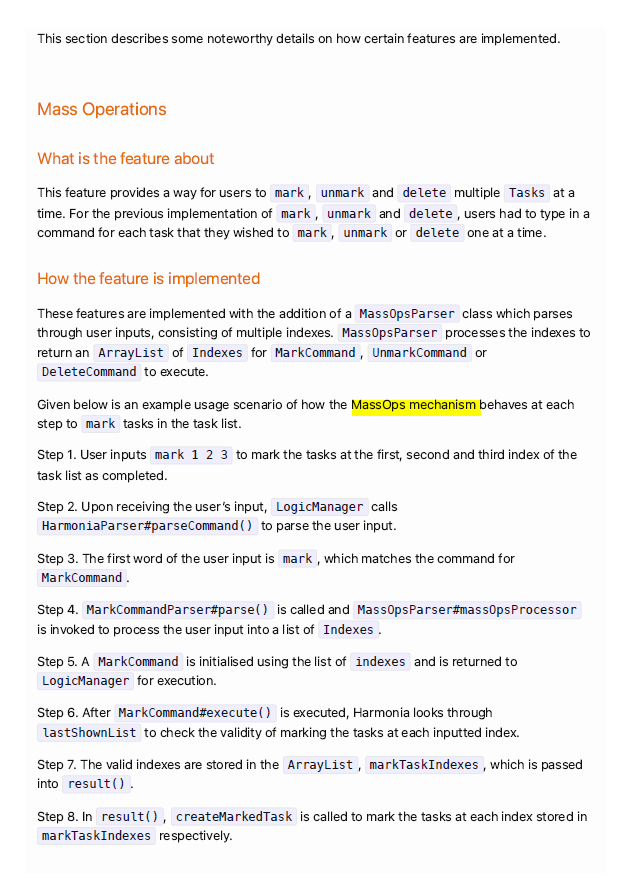 This section describes some noteworthy details on how certain features are implemented.
Mass Operations
What is the feature about
This feature provides a way for users to mark, unmark and delete multiple Tasks at a
time. For the previous implementation of mark, unmark and delete, users had to type in a
command for each task that they wished to mark, unmark or delete one at a time.
How the feature is implemented
These features are implemented with the addition of a MassOpsParser class which parses
through user inputs, consisting of multiple indexes. MassOpsParser processes the indexes to
return an ArrayList of Indexes for MarkCommand, UnmarkCommand or
DeleteCommand to execute.
Given below is an example usage scenario of how the MassOps mechanism behaves at each
step to mark tasks in the task list.
Step 1. User inputs mark 1 2 3 to mark the tasks at the first, second and third index of the
task list as completed.
Step 2. Upon receiving the user's input, LogicManager calls
HarmoniaParser#parseCommand() to parse the user input.
Step 3. The first word of the user input is mark, which matches the command for
MarkCommand.
Step 4. MarkCommandParser#parse() is called and MassOpsParser#massOpsProcessor
is invoked to process the user input into a list of Indexes.
Step 5. A MarkCommand is initialised using the list of indexes and is returned to
LogicManager for execution.
Step 6. After MarkCommand#execute() is executed, Harmonia looks through
lastShownList to check the validity of marking the tasks at each inputted index.
Step 7. The valid indexes are stored in the ArrayList, markTaskIndexes, which is passed
into result().
Step 8. In result(), createMarkedTask is called to mark the tasks at each index stored in
markTaskIndexes respectively.